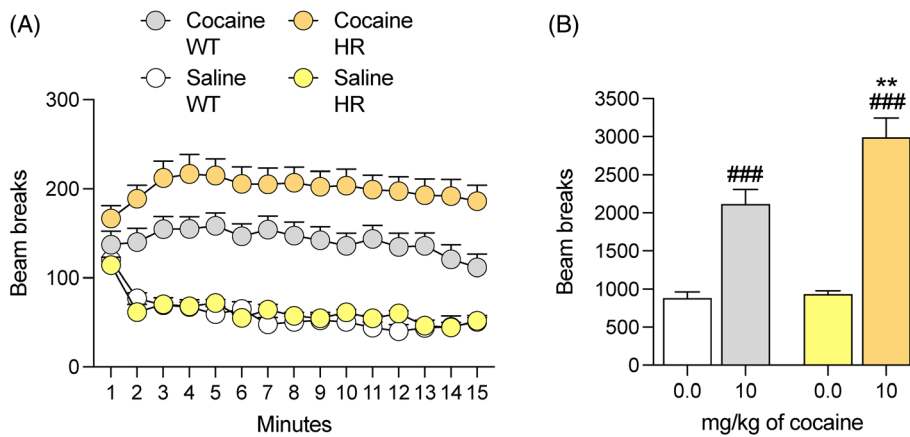 (A)
Cocaine WT
Cocaine HR
Saline WT
Saline HR
Beam breaks
300
200
100
0
1 2 3 4 5 6 7 8 9 10 11 12 13 14 15
Minutes
(B)
Beam breaks
3500
3000
2500
2000
1500
1000
500
0
###
**
###
0.0 10 0.0 10
mg/kg of cocaine